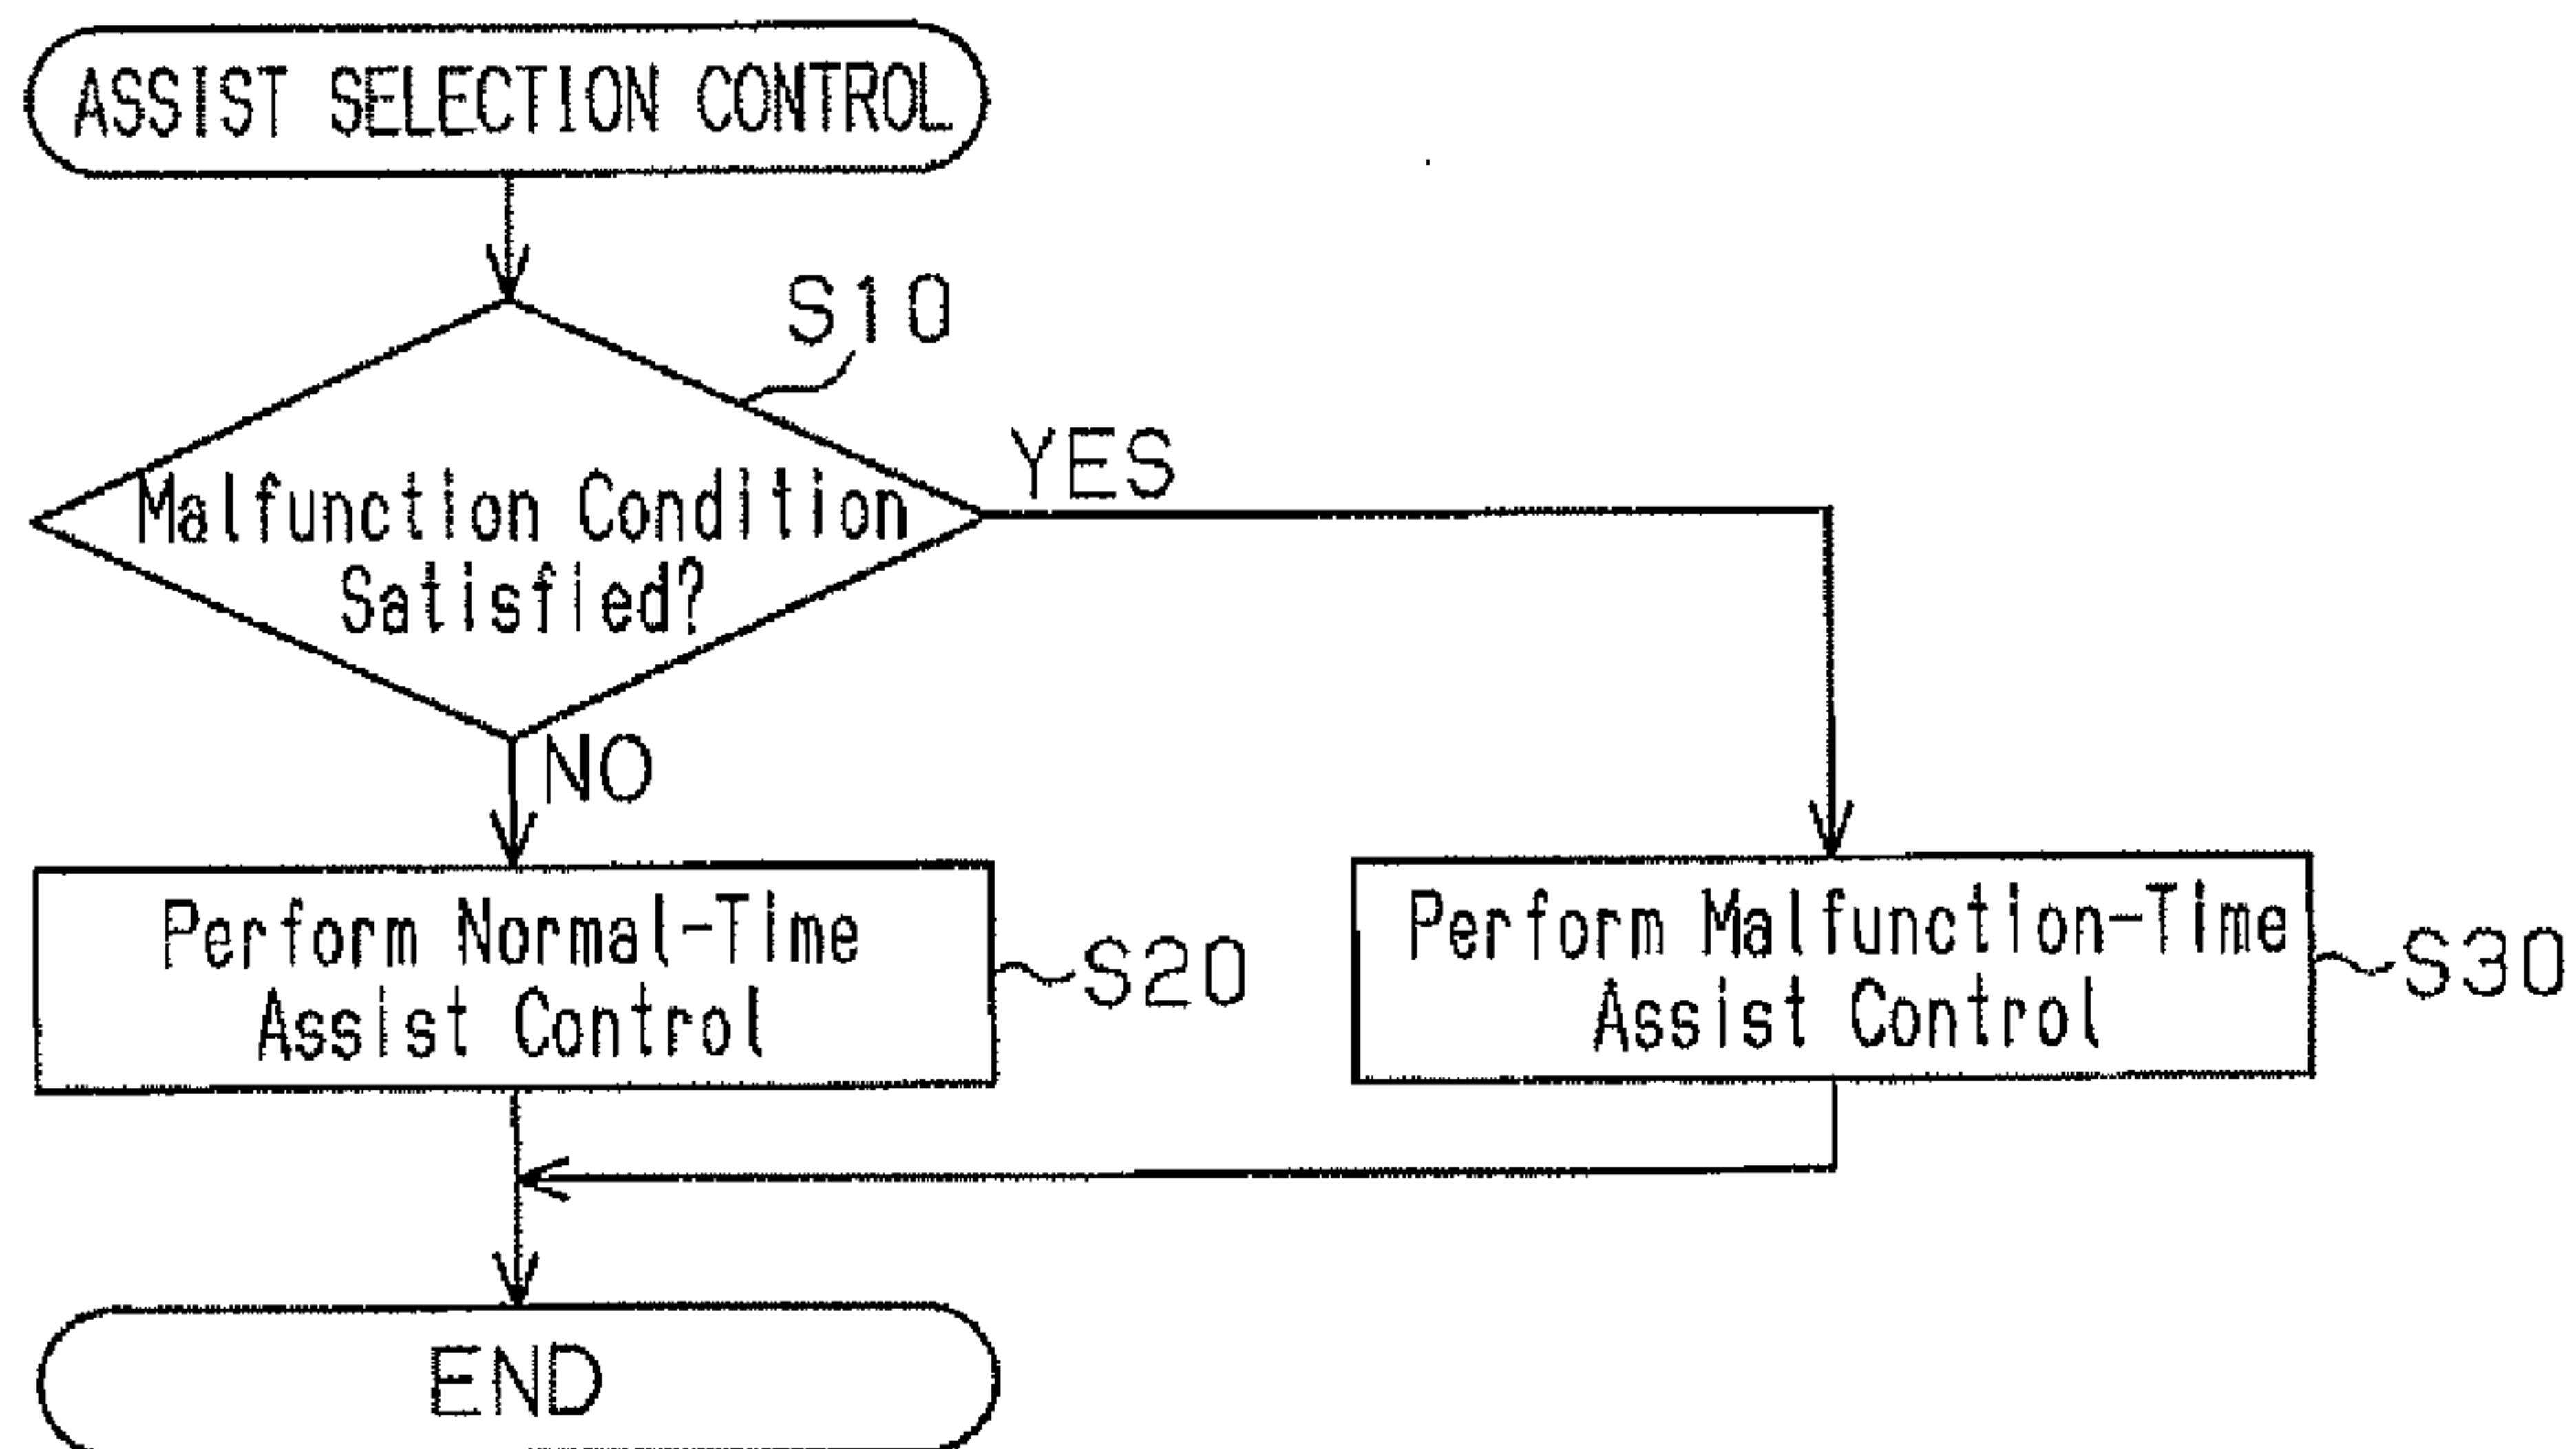 ASSIST SELECTION CONTROL
S10
Malfunction Condition
Satisfied?
YES
NO
Perform Normal-Time
Assist Control
S20
Perform Malfunction-Time
Assist Control
S30
END